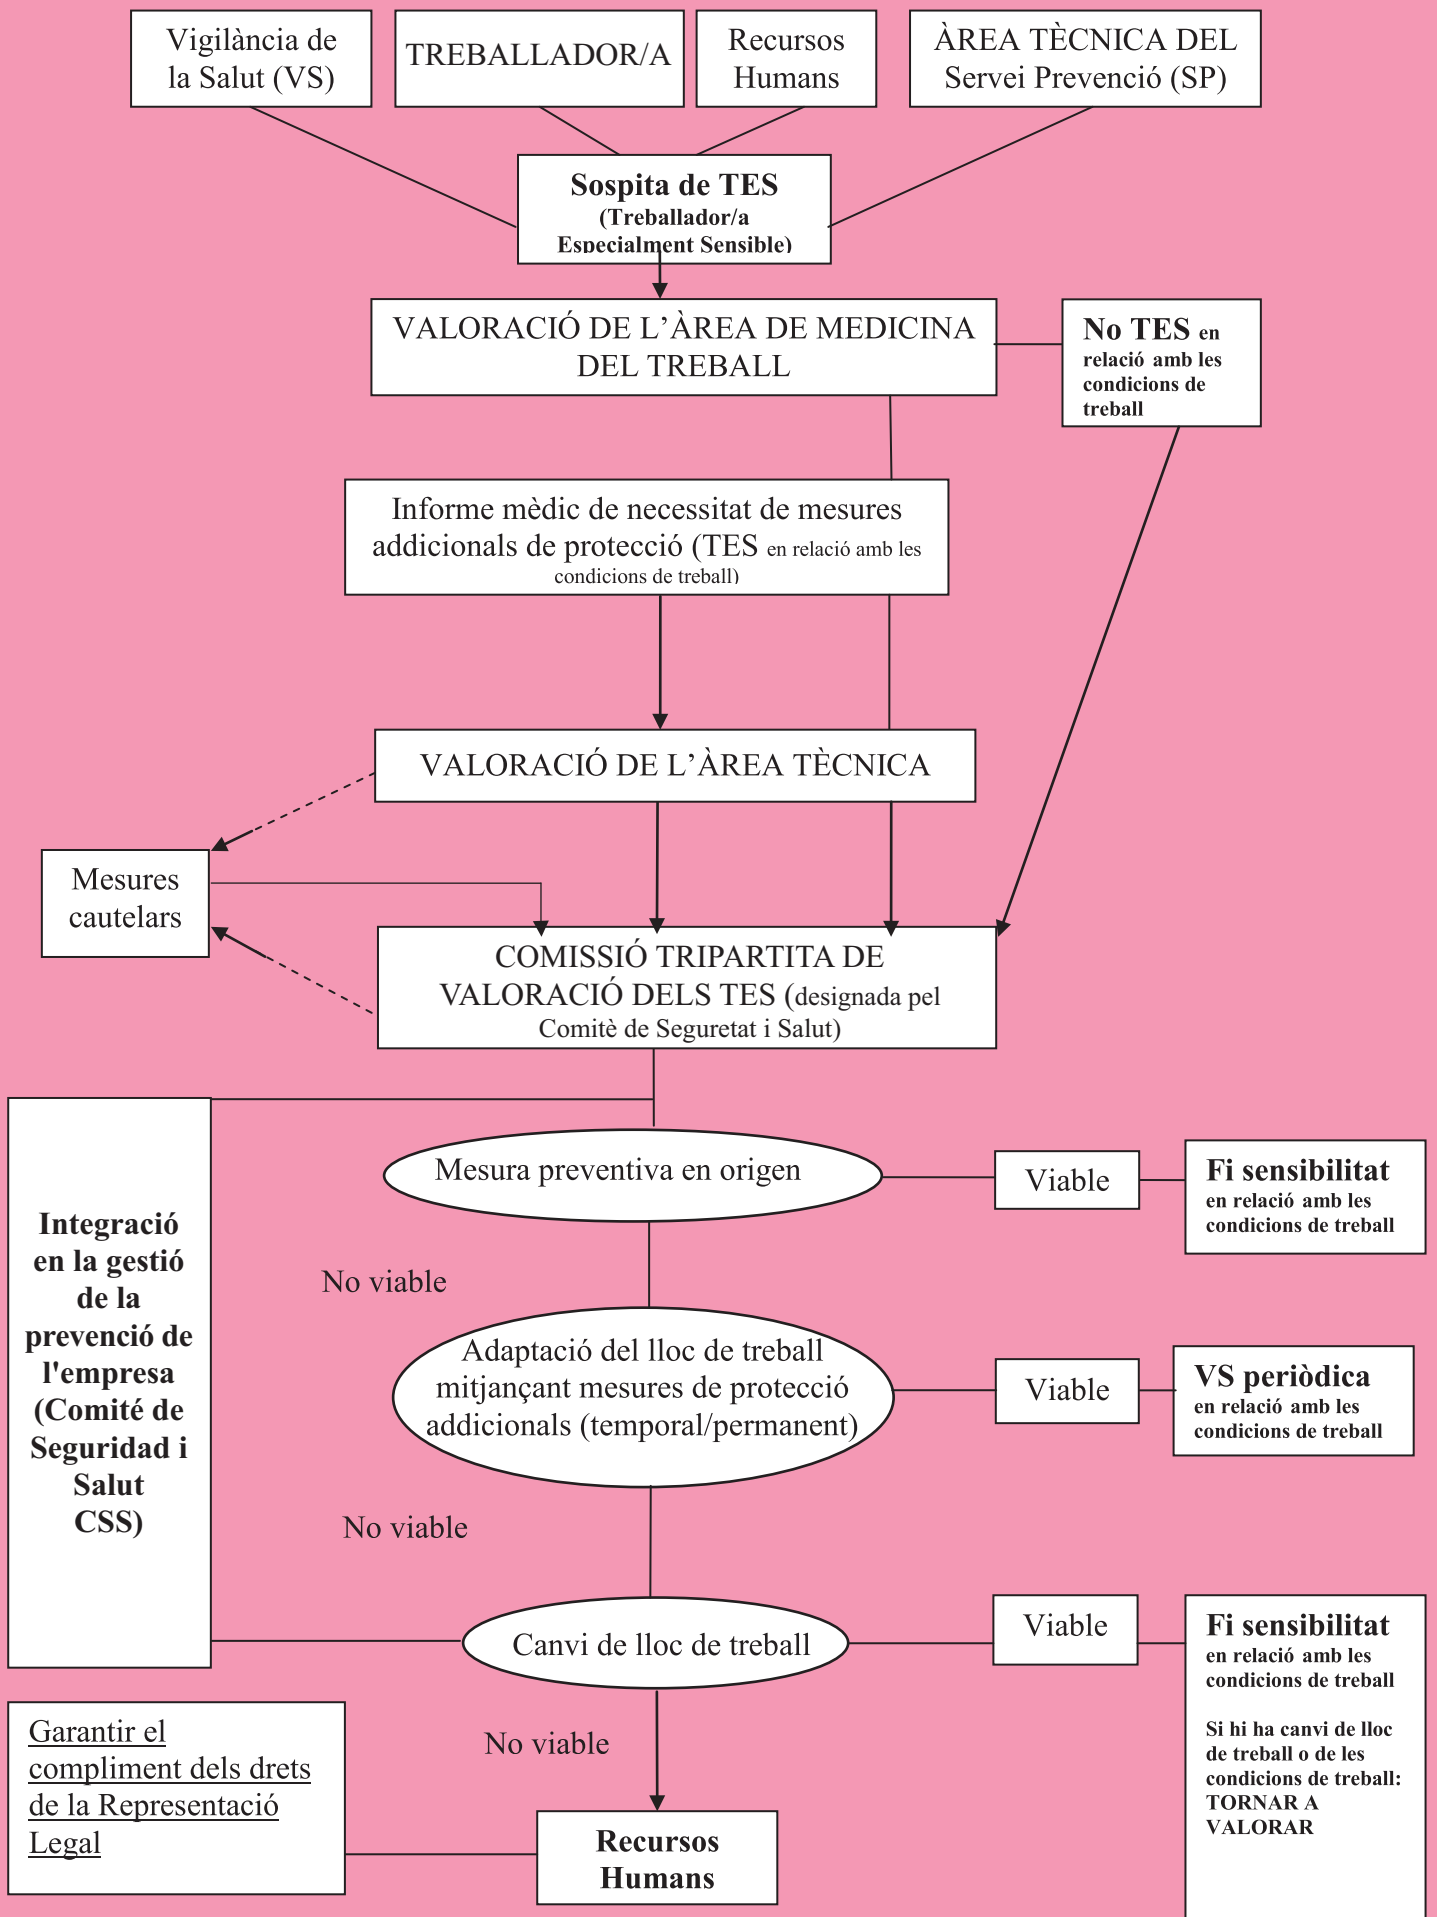 Vigilància de
la Salut (VS)
TREBALLADOR/A
Recursos
Humans
ÀREA TÈCNICA DEL
Servei Prevenció (SP)
Sospita de TES
(Treballador/a
Especialment Sensible)
VALORACIÓ DE L’ÀREA DE MEDICINA
DEL TREBALL
No TES en
relació amb les
condicions de
treball
Informe mèdic de necessitat de mesures
addicionals de protecció (TES en relació amb les
condicions de treball)
VALORACIÓ DE L’ÀREA TÈCNICA
Mesures
cautelars
COMISSIÓ TRIPARTITA DE
VALORACIÓ DELS TES (designada pel
Comitè de Seguretat i Salut)
Integració
en la gestió
de la
prevenció de
l'empresa
(Comité de
Seguridad i
Salut
CSS)
Mesura preventiva en origen
Viable
Fi sensibilitat
en relació amb les
condicions de treball
No viable
Adaptació del lloc de treball
mitjançant mesures de protecció
addicionals (temporal/permanent)
Viable
VS periòdica
en relació amb les
condicions de treball
No viable
Canvi de lloc de treball
Viable
Fi sensibilitat
en relació amb les
condicions de treball
Si hi ha canvi de lloc
de treball o de les
condicions de treball:
TORNAR A
VALORAR
No viable
Garantir el
compliment dels drets
de la Representació
Legal
Recursos
Humans